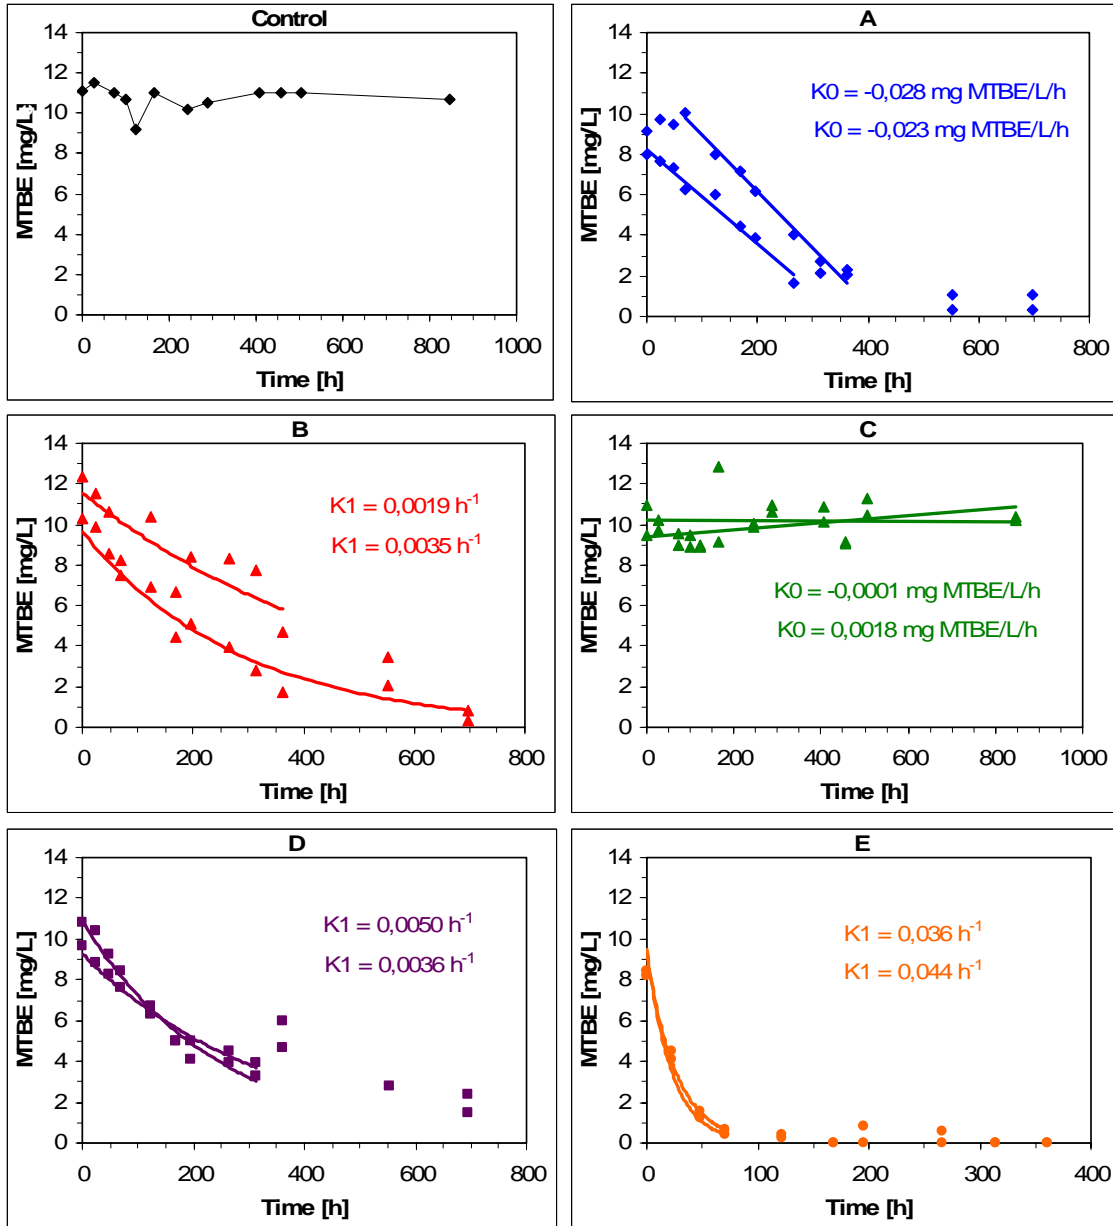 Control
MTBE [mg/L]
14
12
10
8
6
4
2
0
0 200 400 600 800 1000
Time [h]
A
MTBE [mg/L]
14
12
10
8
6
4
2
0
K0 = -0,028 mg MTBE/L/h
K0 = -0,023 mg MTBE/L/h
0 200 400 600 800
Time [h]
B
MTBE [mg/L]
14
12
10
8
6
4
2
0
K1 = 0,0019 h⁻¹
K1 = 0,0035 h⁻¹
0 200 400 600 800
Time [h]
C
MTBE [mg/L]
14
12
10
8
6
4
2
0
K0 = -0,0001 mg MTBE/L/h
K0 = 0,0018 mg MTBE/L/h
0 200 400 600 800 1000
Time [h]
D
MTBE [mg/L]
14
12
10
8
6
4
2
0
K1 = 0,0050 h⁻¹
K1 = 0,0036 h⁻¹
0 200 400 600 800
Time [h]
E
MTBE [mg/L]
14
12
10
8
6
4
2
0
K1 = 0,036 h⁻¹
K1 = 0,044 h⁻¹
0 100 200 300 400
Time [h]